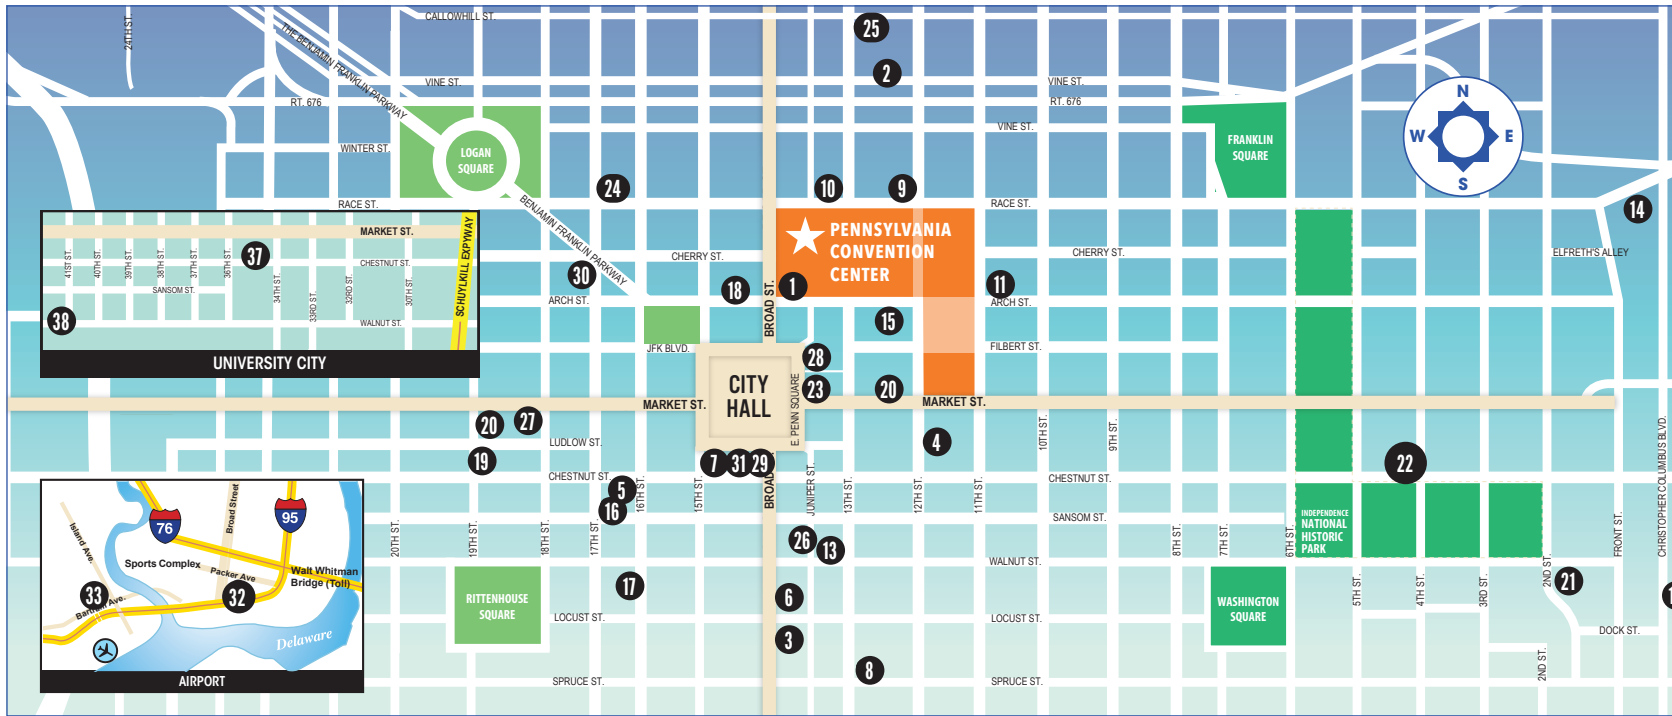 CALLOWHILL ST.
24TH ST.
THE BENJAMIN FRANKLIN PARKWAY
25
2
VINE ST.
VINE ST.
RT. 676
RT. 676
VINE ST.
N
W
E
S
FRANKLIN
SQUARE
WINTER ST.
LOGAN
SQUARE
24
10
9
14
RACE ST.
RACE ST.
BENJAMIN FRANKLIN PARKWAY
PENNSYLVANIA
CONVENTION
CENTER
CHERRY ST.
CHERRY ST.
ELFRETH'S ALLEY
30
18
1
11
ARCH ST.
ARCH ST.
BROAD ST.
15
JFK BLVD.
FILBERT ST.
28
CITY
HALL
E. PENN SQUARE
23
20
MARKET ST.
MARKET ST.
MARKET ST.
CHESTNUT ST.
SANSOM ST.
WALNUT ST.
41ST ST.
40TH ST.
39TH ST.
38TH ST.
37TH ST.
36TH ST.
34TH ST.
33RD ST.
32RD ST.
30TH ST.
SCHUYLKILL EXPYWAY
37
38
UNIVERSITY CITY
20
27
4
LUDLOW ST.
19
7
31
29
22
CHESTNUT ST.
CHESTNUT ST.
5
16
BROAD
20TH ST.
19TH ST.
18TH ST.
17TH ST.
16TH ST.
15TH ST.
JUNIPER ST.
13TH ST.
12TH ST.
11TH ST.
10TH ST.
9TH ST.
8TH ST.
7TH ST.
6TH ST.
5TH ST.
4TH ST.
3RD ST.
2ND ST.
2ND ST.
FRONT ST.
CHRISTOPHER COLUMBUS BLVD.
SANSOM ST.
INDEPENDENCE
NATIONAL
HISTORIC
PARK
26
13
WALNUT ST.
17
6
21
RITTENHOUSE
SQUARE
WASHINGTON
SQUARE
LOCUST ST.
LOCUST ST.
3
DOCK ST.
8
SPRUCE ST.
SPRUCE ST.
76
95
Broad Street
Island Ave.
Sports Complex
Packer Ave
Walt Whitman
Bridge (Toll)
33
32
Bartram Ave.
Delaware
AIRPORT